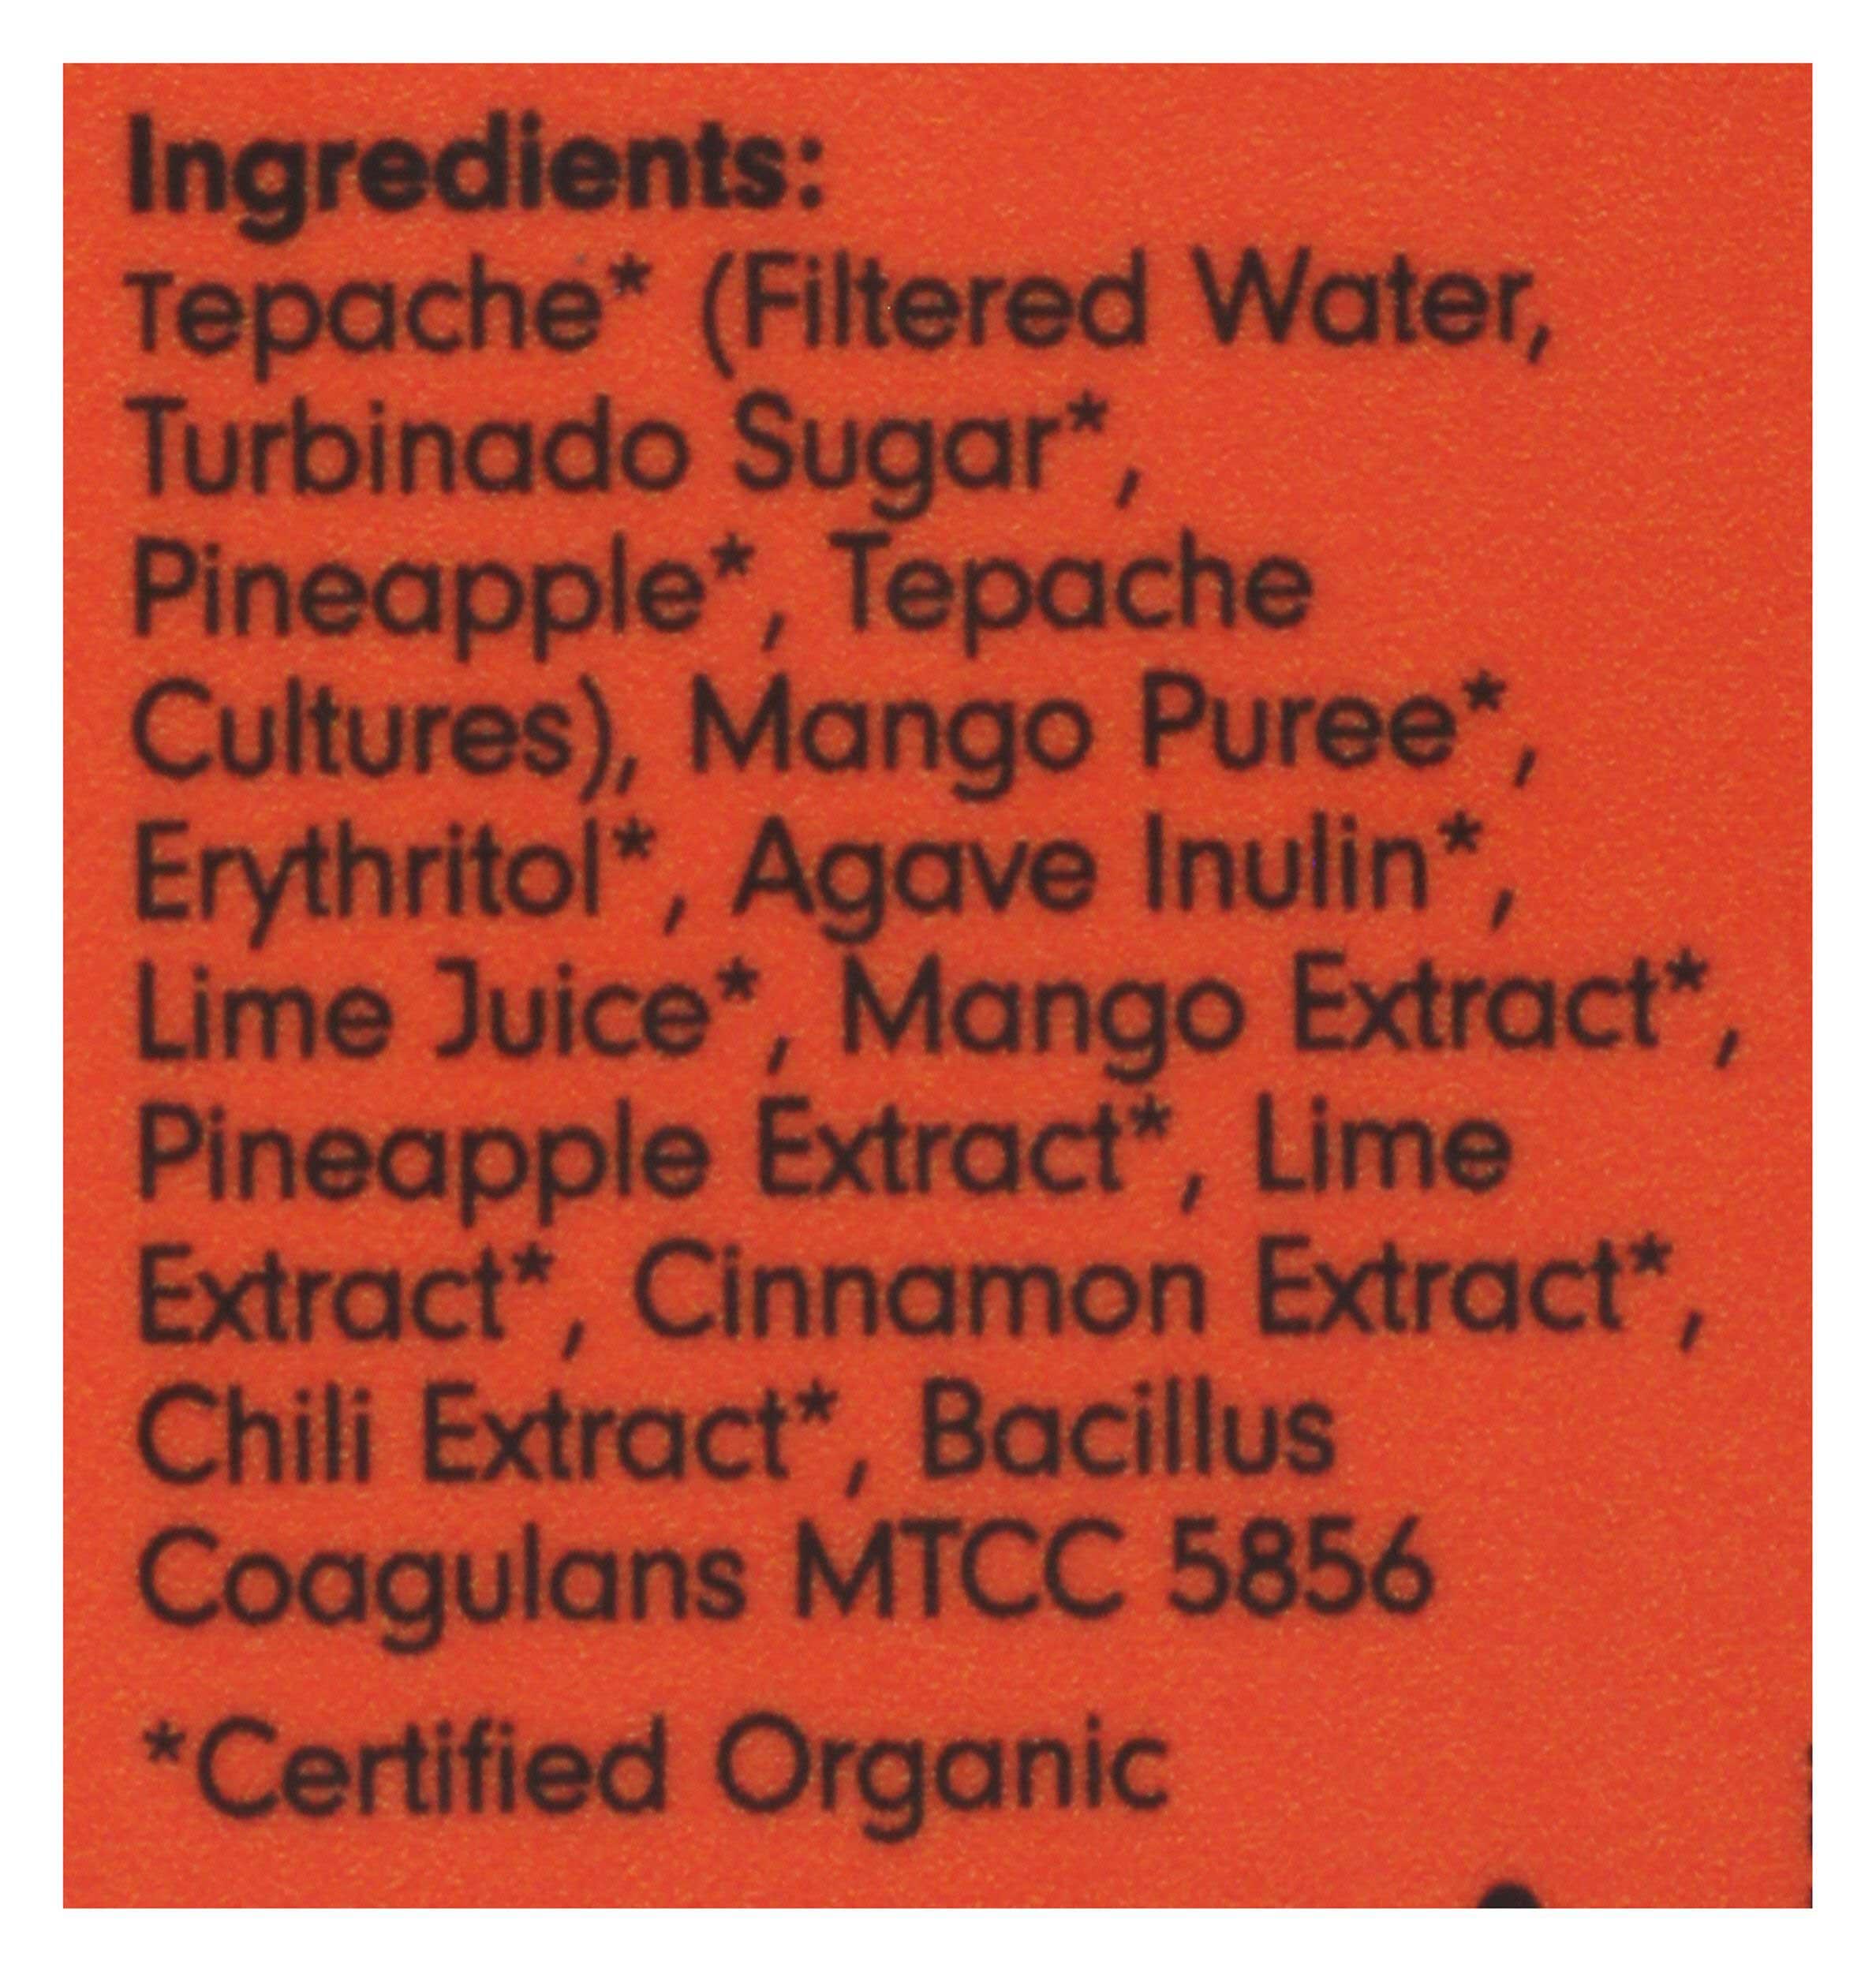 Ingredients:
Tepache* (Filtered Water,
Turbinado Sugar*,
Pineapple*, Tepache
Cultures), Mango Puree*,
Erythritol*, Agave Inulin*,
Lime Juice*, Mango Extract*,
Pineapple Extract*, Lime
Extract*, Cinnamon Extract*,
Chili Extract*, Bacillus
Coagulans MTCC 5856
*Certified Organic